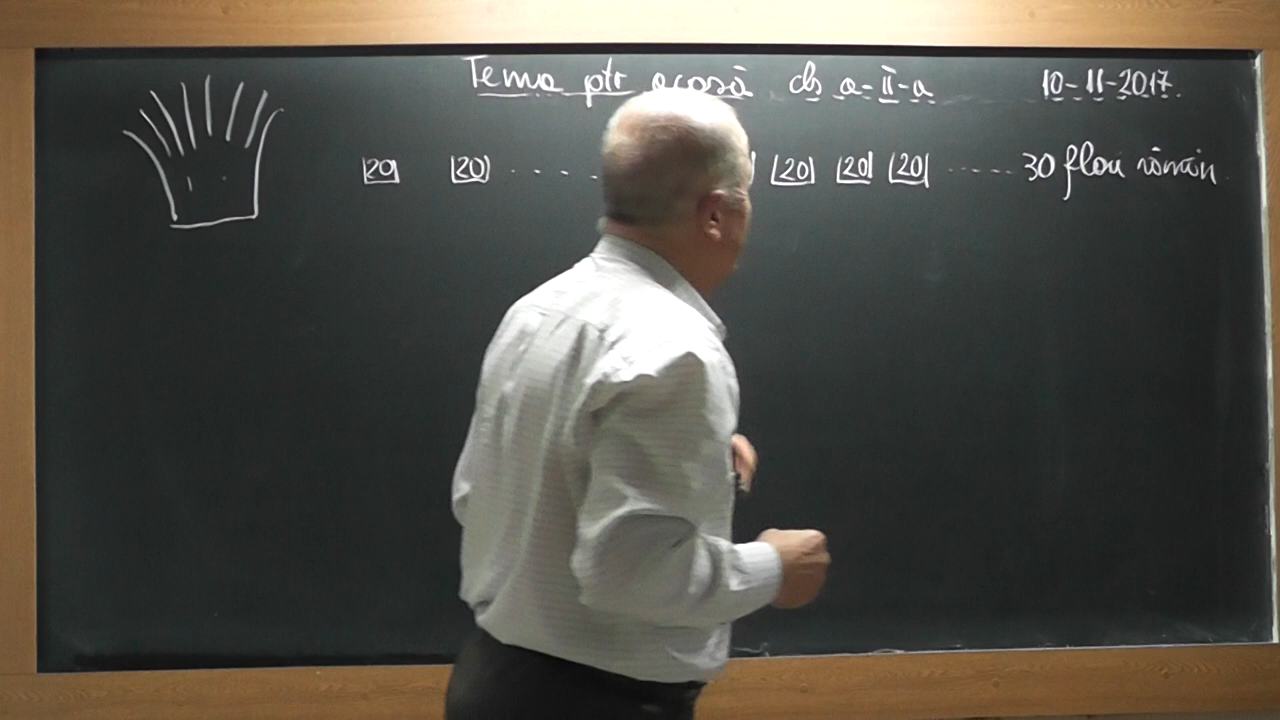 Tema ptr acasă cls a-II-a 10-11-2017.
20 20 .... 20 20 20 ..... 30 flori rămân